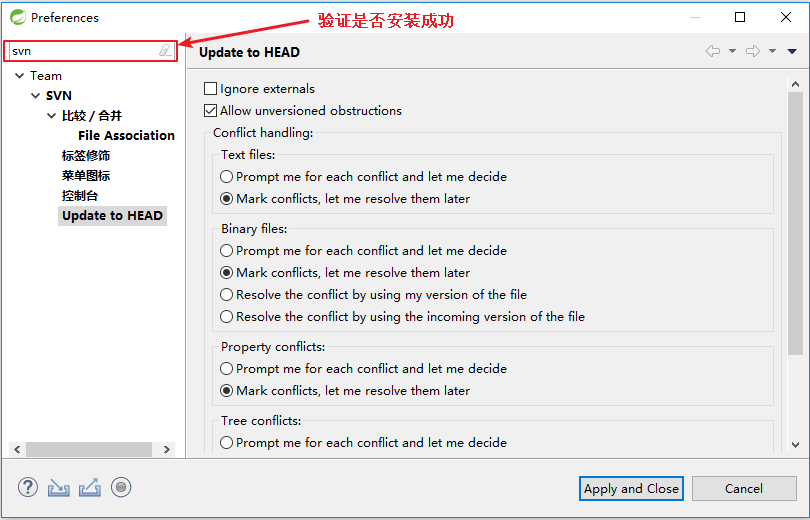 Preferences
验证是否安装成功
svn
Team
SVN
比较 / 合并
File Association
标签修饰
菜单图标
控制台
Update to HEAD
Update to HEAD
Ignore externals
Allow unversioned obstructions
Conflict handling:
Text files:
Prompt me for each conflict and let me decide
Mark conflicts, let me resolve them later
Binary files:
Prompt me for each conflict and let me decide
Mark conflicts, let me resolve them later
Resolve the conflict by using my version of the file
Resolve the conflict by using the incoming version of the file
Property conflicts:
Prompt me for each conflict and let me decide
Mark conflicts, let me resolve them later
Tree conflicts:
Prompt me for each conflict and let me decide
Apply and Close
Cancel